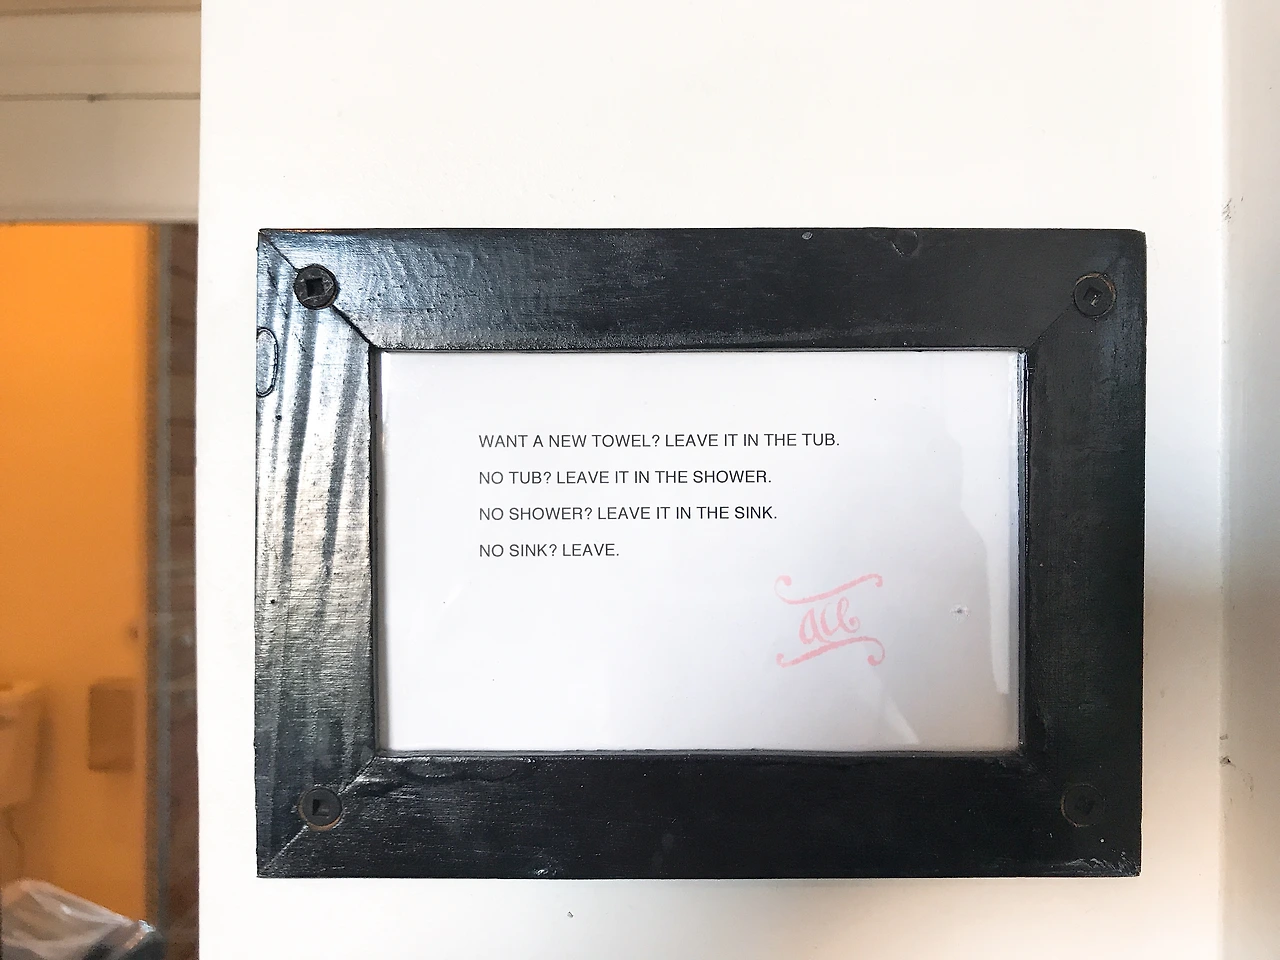 WANT A NEW TOWEL? LEAVE IT IN THE TUB.
NO TUB? LEAVE IT IN THE SHOWER.
NO SHOWER? LEAVE IT IN THE SINK.
NO SINK? LEAVE.
ace